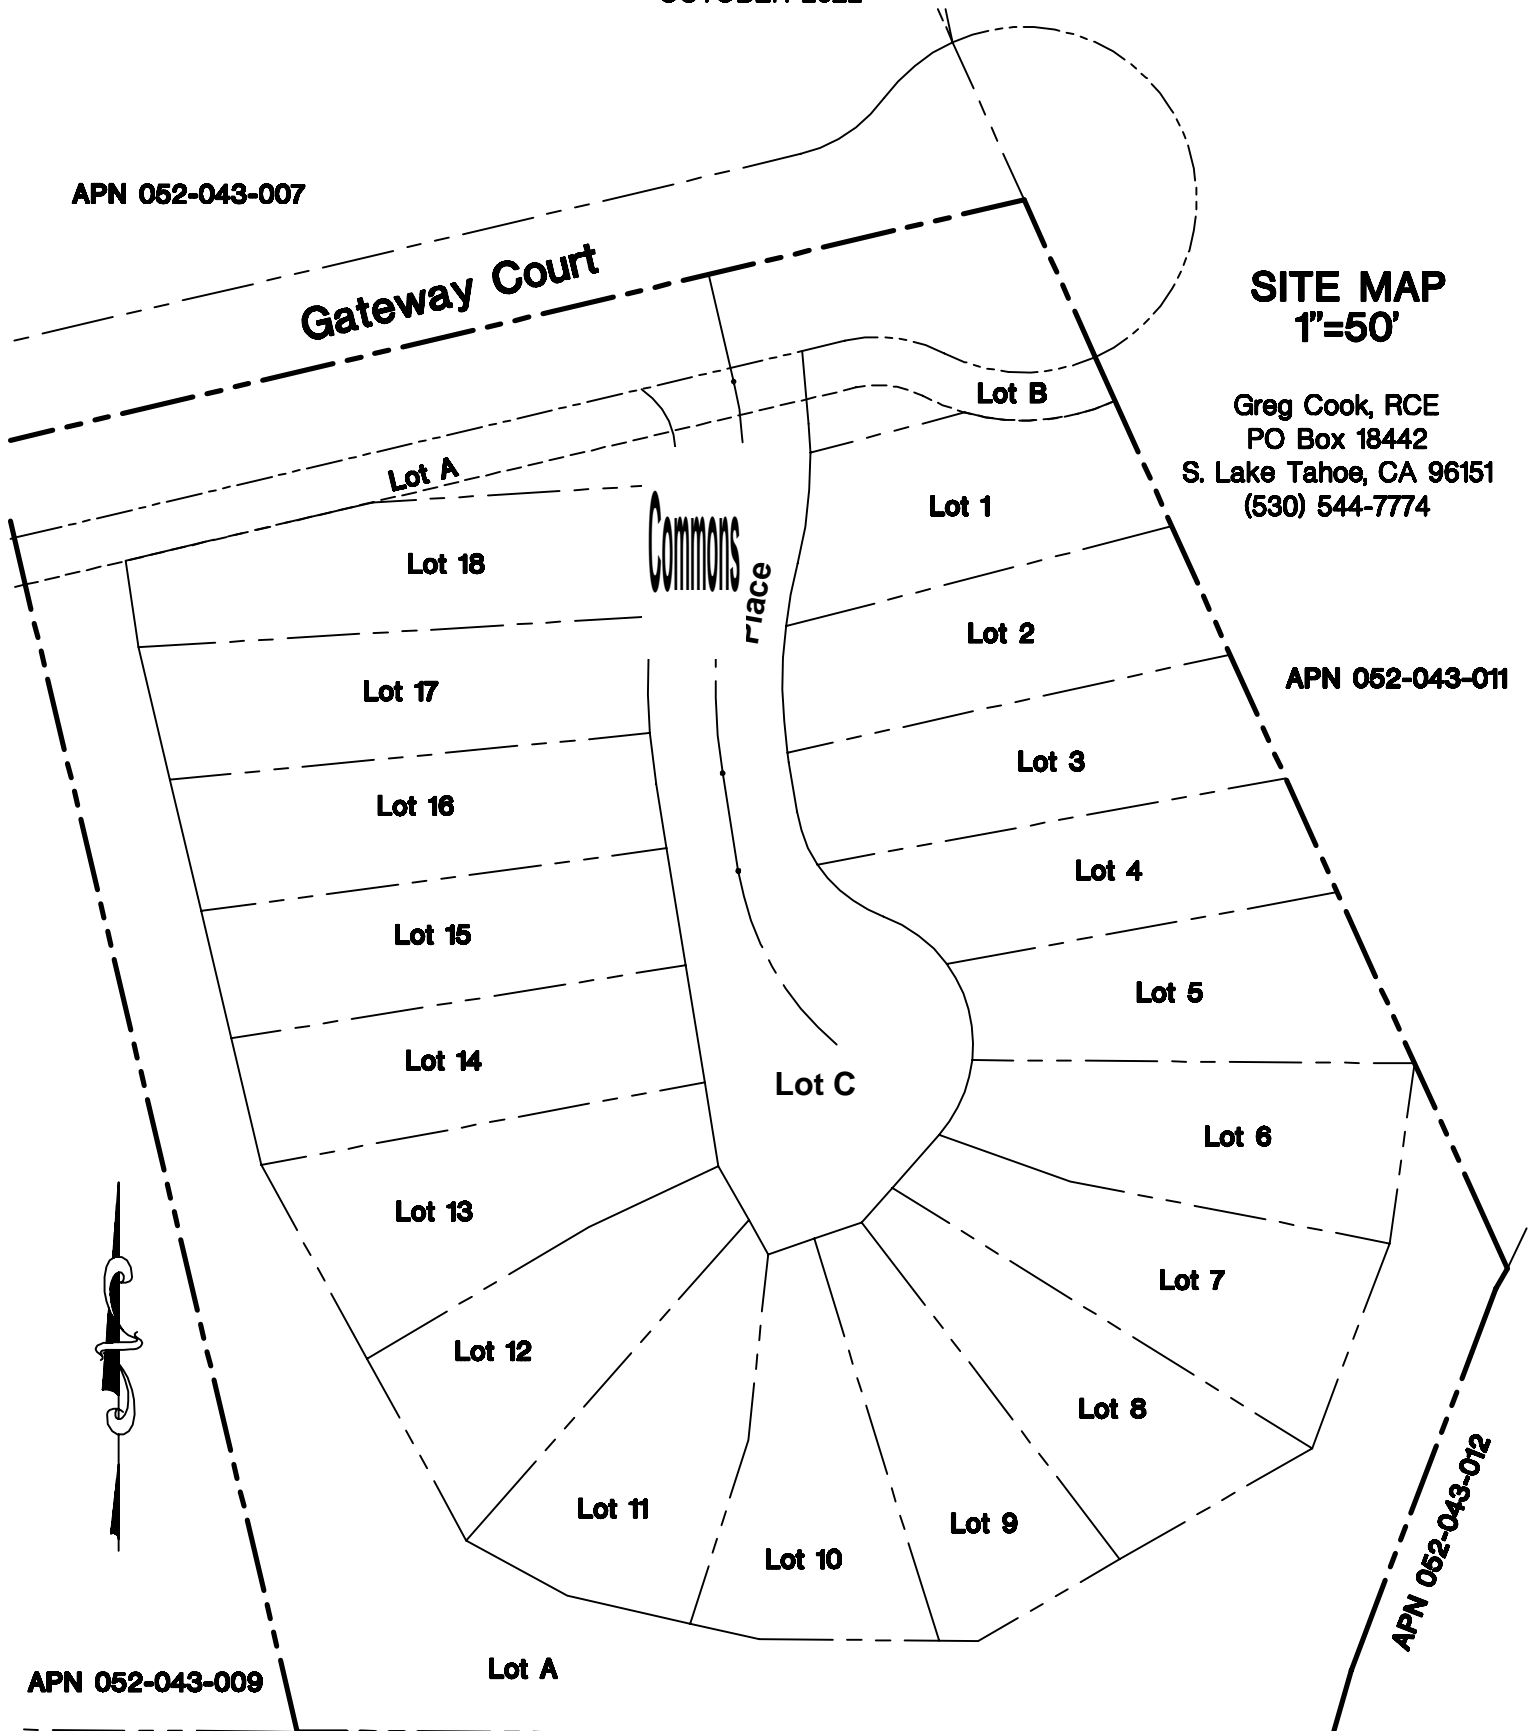 APN 052-043-007
Gateway Court
SITE MAP
1"=50'
Greg Cook, RCE
PO Box 18442
S. Lake Tahoe, CA 96151
(530) 544-7774
Lot B
Lot A
Lot 1
Lot 18
Commons
Place
Lot 2
Lot 17
APN 052-043-011
Lot 3
Lot 16
Lot 4
Lot 15
Lot 5
Lot 14
Lot C
Lot 6
Lot 13
Lot 7
Lot 12
Lot 8
Lot 11
Lot 9
Lot 10
APN 052-043-012
Lot A
APN 052-043-009